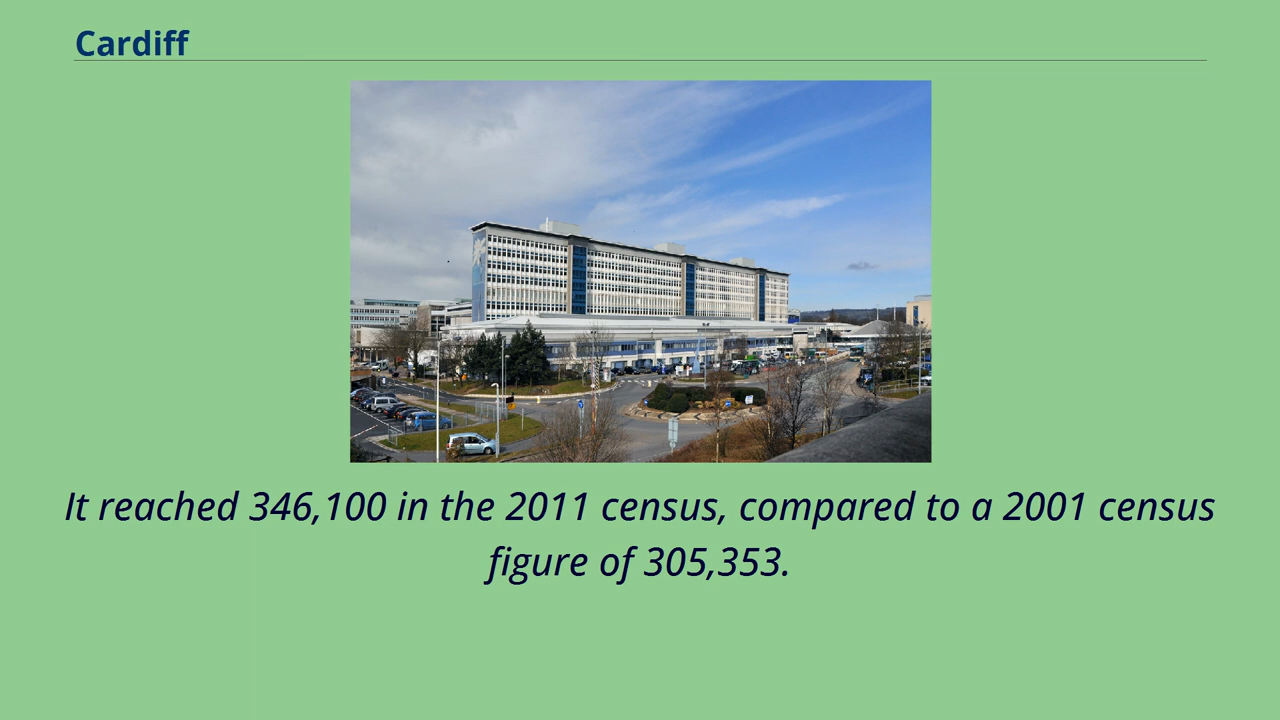 Cardiff
It reached 346,100 in the 2011 census, compared to a 2001 census
figure of 305,353.